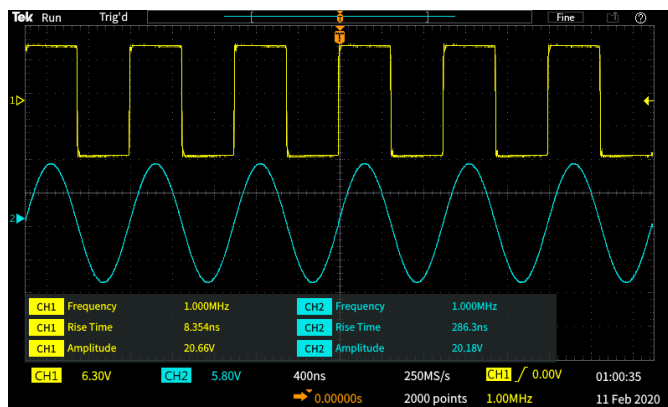 Tek Run Trig'd Fine
T
1
2
CH1 Frequency 1.000MHz CH2 Frequency 1.000MHz
CH1 Rise Time 8.354ns CH2 Rise Time 286.3ns
CH1 Amplitude 20.66V CH2 Amplitude 20.18V
CH1 6.30V CH2 5.80V 400ns 250MS/s CH1 0.00V 01:00:35
0.00000s 2000 points 1.00MHz 11 Feb 2020